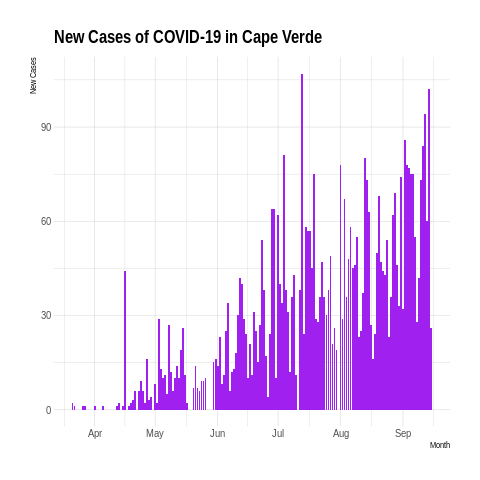 New Cases of COVID-19 in Cape Verde
New Cases
90
60
30
0
Apr May Jun Jul Aug Sep
Month